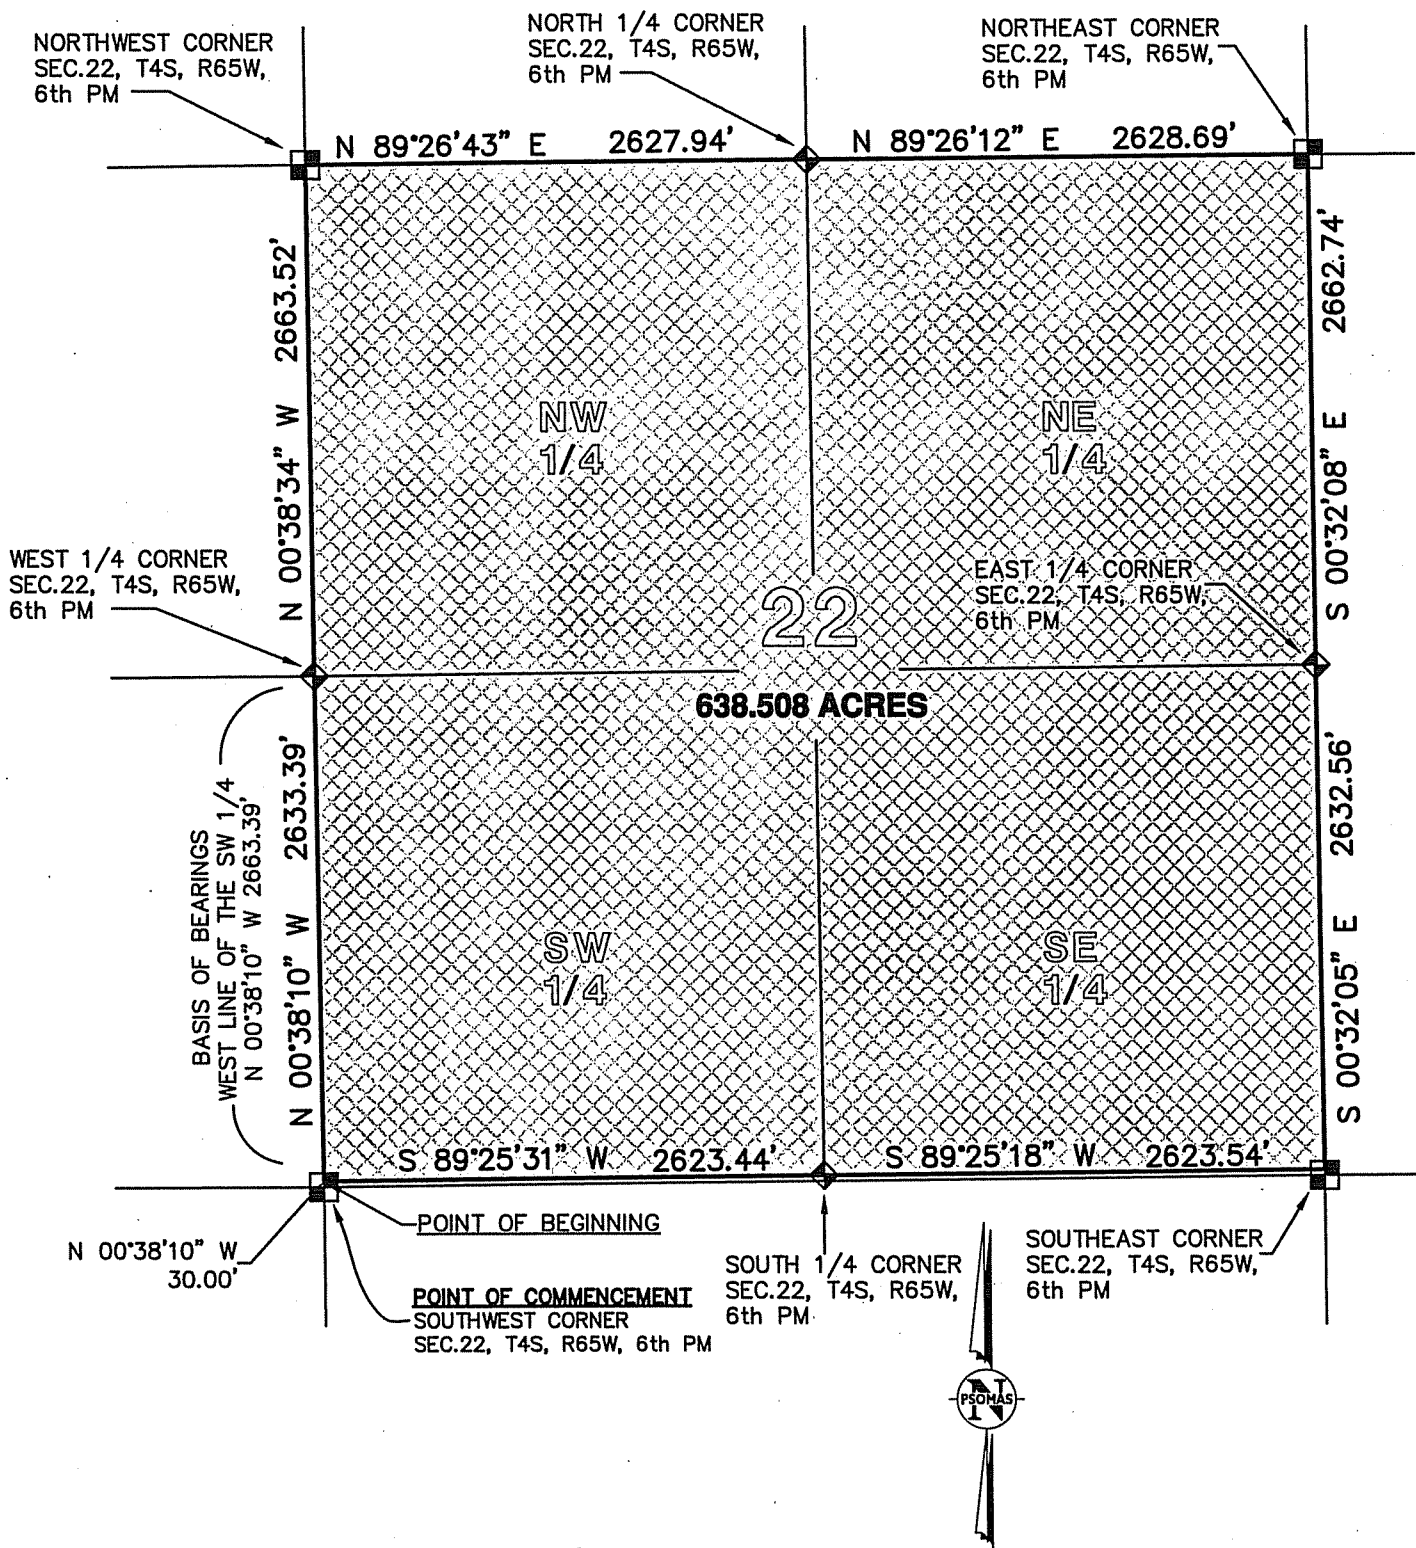 NORTHWEST CORNER
SEC.22, T4S, R65W,
6th PM
NORTH 1/4 CORNER
SEC.22, T4S, R65W,
6th PM
NORTHEAST CORNER
SEC.22, T4S, R65W,
6th PM
N 89°26'43" E 2627.94'
N 89°26'12" E 2628.69'
N 00°38'34" W 2663.52'
S 00°32'08" E 2662.74'
NW
1/4
NE
1/4
WEST 1/4 CORNER
SEC.22, T4S, R65W,
6th PM
EAST 1/4 CORNER
SEC.22, T4S, R65W,
6th PM
22
638.508 ACRES
BASIS OF BEARINGS
WEST LINE OF THE SW 1/4
N 00°38'10" W 2663.39'
N 00°38'10" W 2633.39'
S 00°32'05" E 2632.56'
SW
1/4
SE
1/4
S 89°25'31" W 2623.44'
S 89°25'18" W 2623.54'
POINT OF BEGINNING
N 00°38'10" W
30.00'
POINT OF COMMENCEMENT
SOUTHWEST CORNER
SEC.22, T4S, R65W, 6th PM
SOUTH 1/4 CORNER
SEC.22, T4S, R65W,
6th PM
SOUTHEAST CORNER
SEC.22, T4S, R65W,
6th PM
N
PSOMAS